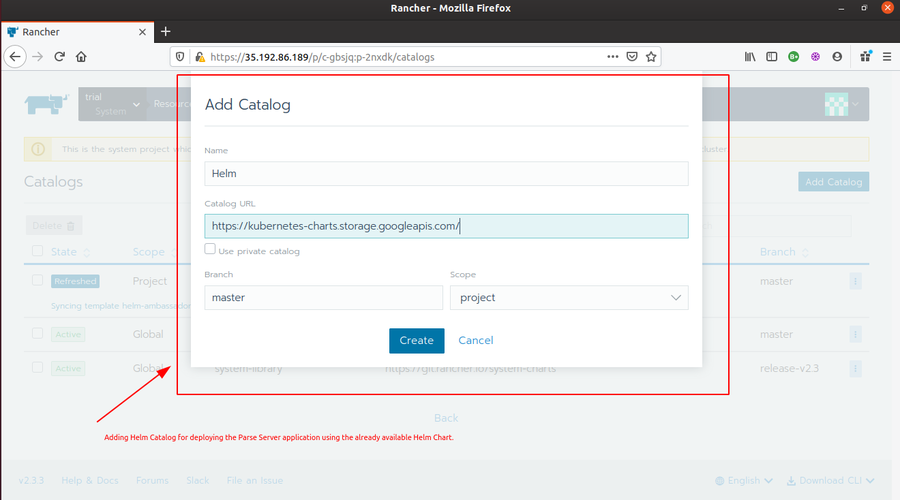 Rancher - Mozilla Firefox
Rancher
https://35.192.86.189/p/c-gbsjq:p-2nxdk/catalogs
trial
System
Resourc
This is the system project whic
cluster
Catalogs
Add Catalog
Delete
State Scope Branch
Refreshed Project master
Syncing template helm-ambassador
Active Global master
Active Global system-library https://git.rancher.io/system-charts release-v2.3
Add Catalog
Name
Helm
Catalog URL
https://kubernetes-charts.storage.googleapis.com/
Use private catalog
Branch Scope
master project
Create Cancel
Back
Adding Helm Catalog for deploying the Parse Server application using the already available Helm Chart.
v2.3.3 Help & Docs Forums Slack File an Issue English Download CLI